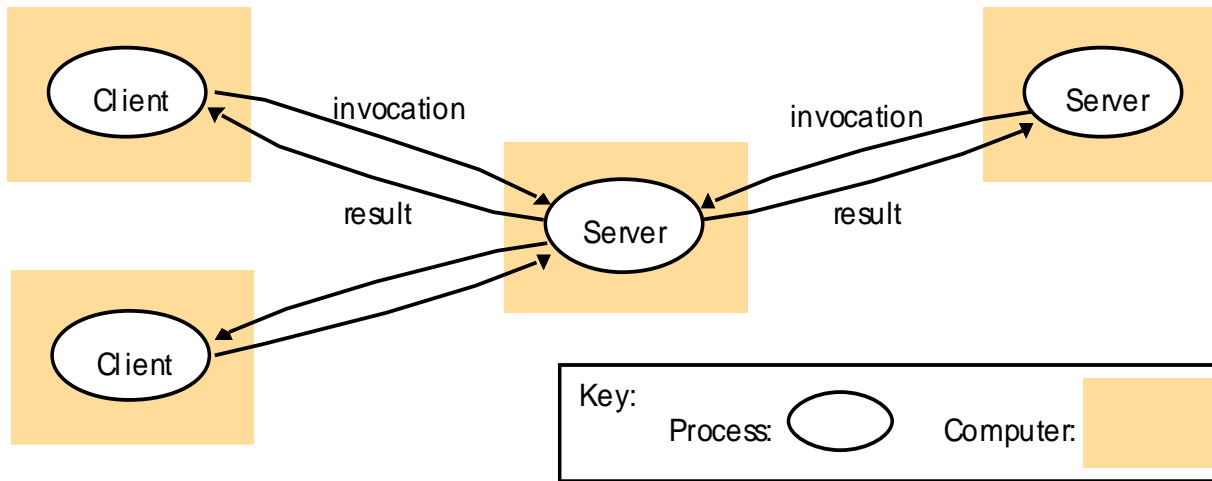 Client
invocation
result
Server
invocation
result
Server
Client
Key:
Process:
Computer: